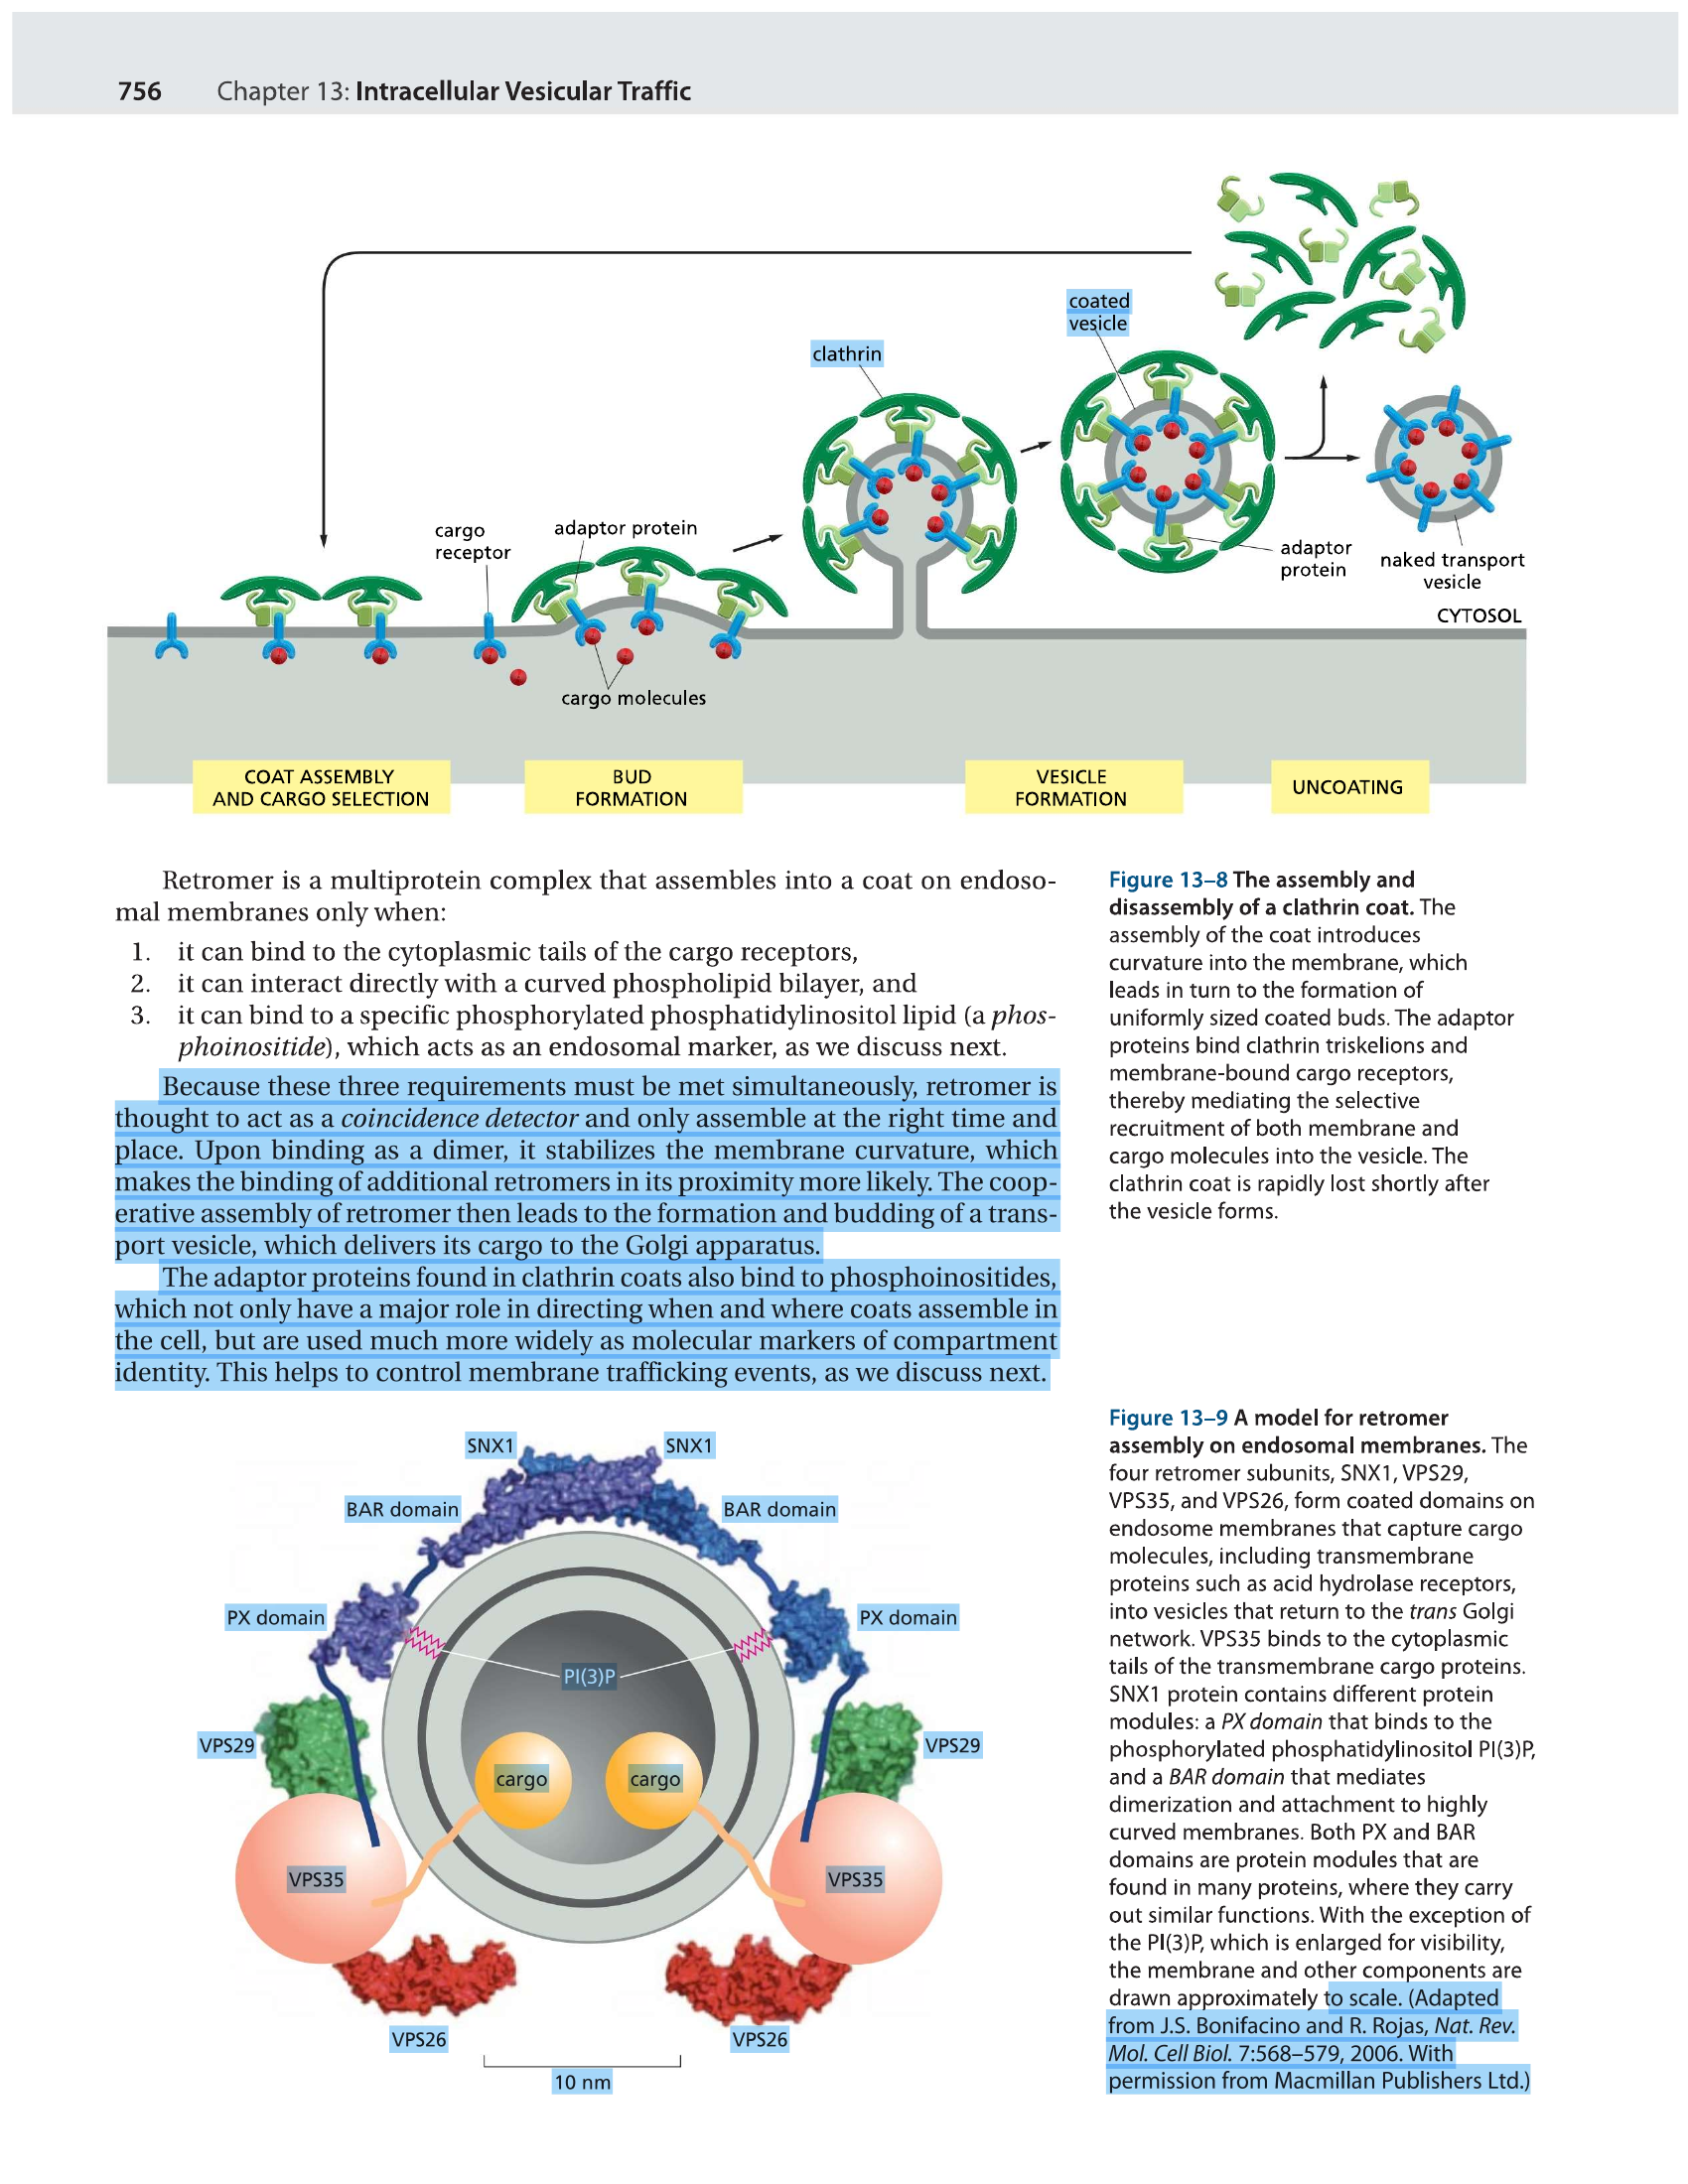 756 Chapter 13: Intracellular Vesicular Traffic
coated
vesicle
clathrin
cargo
receptor
adaptor protein
adaptor
protein
naked transport
vesicle
CYTOSOL
cargo molecules
COAT ASSEMBLY
AND CARGO SELECTION
BUD
FORMATION
VESICLE
FORMATION
UNCOATING
Retromer is a multiprotein complex that assembles into a coat on endoso-
mal membranes only when:
1. it can bind to the cytoplasmic tails of the cargo receptors,
2. it can interact directly with a curved phospholipid bilayer, and
3. it can bind to a specific phosphorylated phosphatidylinositol lipid (a phos-
phoinositide), which acts as an endosomal marker, as we discuss next.
Because these three requirements must be met simultaneously, retromer is
thought to act as a coincidence detector and only assemble at the right time and
place. Upon binding as a dimer, it stabilizes the membrane curvature, which
makes the binding of additional retromers in its proximity more likely. The coop-
erative assembly of retromer then leads to the formation and budding of a trans-
port vesicle, which delivers its cargo to the Golgi apparatus.
The adaptor proteins found in clathrin coats also bind to phosphoinositides,
which not only have a major role in directing when and where coats assemble in
the cell, but are used much more widely as molecular markers of compartment
identity. This helps to control membrane trafficking events, as we discuss next.
Figure 13–8 The assembly and
disassembly of a clathrin coat. The
assembly of the coat introduces
curvature into the membrane, which
leads in turn to the formation of
uniformly sized coated buds. The adaptor
proteins bind clathrin triskelions and
membrane-bound cargo receptors,
thereby mediating the selective
recruitment of both membrane and
cargo molecules into the vesicle. The
clathrin coat is rapidly lost shortly after
the vesicle forms.
SNX1 SNX1
BAR domain BAR domain
PX domain PX domain
PI(3)P
VPS29 VPS29
cargo cargo
VPS35 VPS35
VPS26 VPS26
10 nm
Figure 13–9 A model for retromer
assembly on endosomal membranes. The
four retromer subunits, SNX1, VPS29,
VPS35, and VPS26, form coated domains on
endosome membranes that capture cargo
molecules, including transmembrane
proteins such as acid hydrolase receptors,
into vesicles that return to the trans Golgi
network. VPS35 binds to the cytoplasmic
tails of the transmembrane cargo proteins.
SNX1 protein contains different protein
modules: a PX domain that binds to the
phosphorylated phosphatidylinositol PI(3)P,
and a BAR domain that mediates
dimerization and attachment to highly
curved membranes. Both PX and BAR
domains are protein modules that are
found in many proteins, where they carry
out similar functions. With the exception of
the PI(3)P, which is enlarged for visibility,
the membrane and other components are
drawn approximately to scale. (Adapted
from J.S. Bonifacino and R. Rojas, Nat. Rev.
Mol. Cell Biol. 7:568–579, 2006. With
permission from Macmillan Publishers Ltd.)